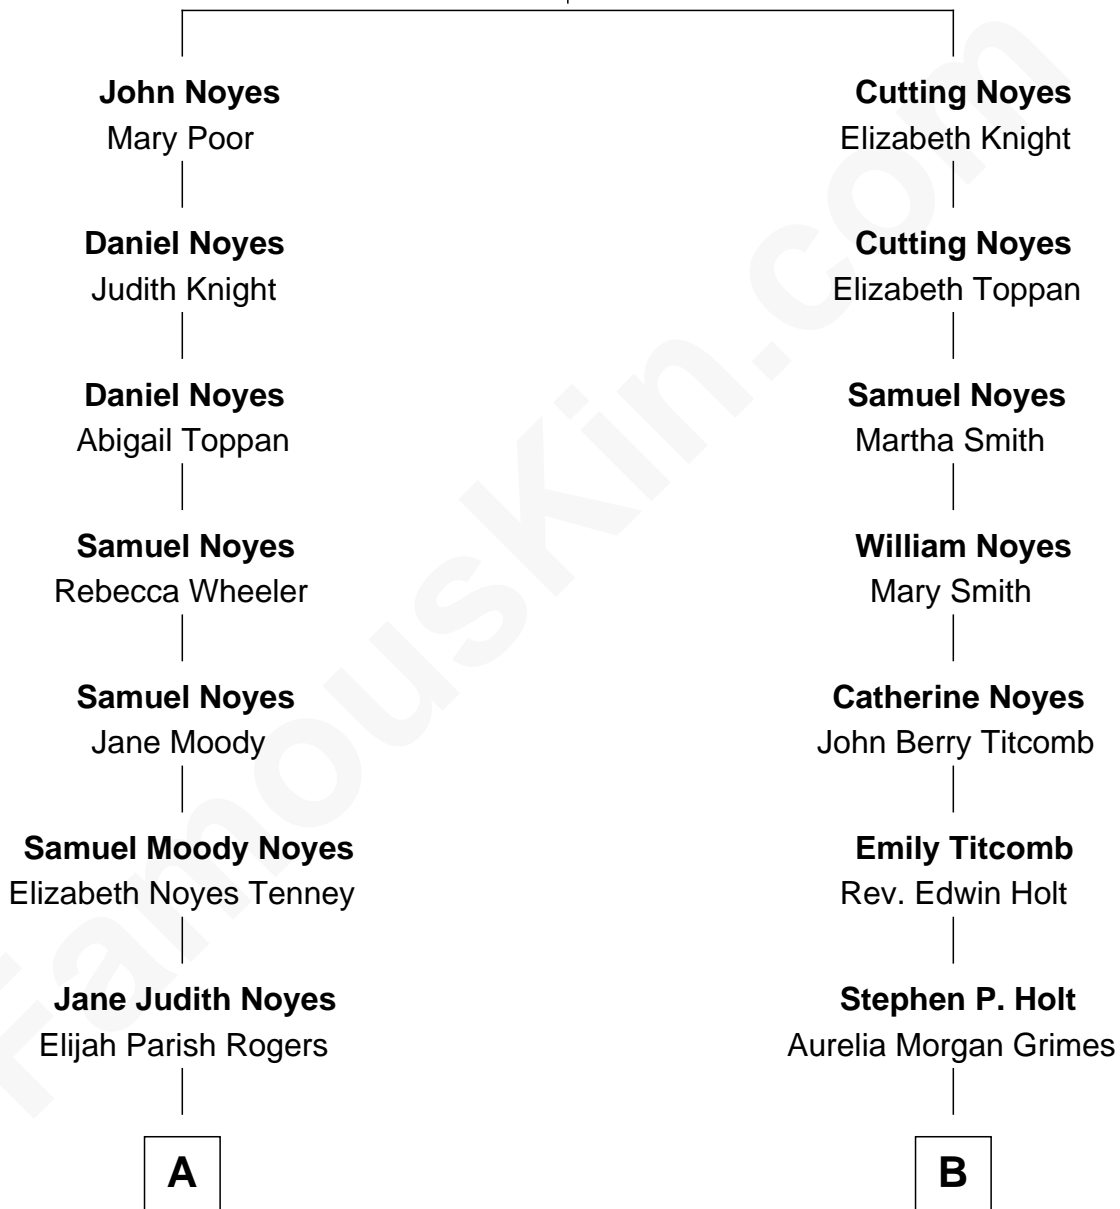 John Noyes
Mary Poor
Daniel Noyes
Judith Knight
Daniel Noyes
Abigail Toppan
Samuel Noyes
Rebecca Wheeler
Samuel Noyes
Jane Moody
Samuel Moody Noyes
Elizabeth Noyes Tenney
Jane Judith Noyes
Elijah Parish Rogers
A
Cutting Noyes
Elizabeth Knight
Cutting Noyes
Elizabeth Toppan
Samuel Noyes
Martha Smith
William Noyes
Mary Smith
Catherine Noyes
John Berry Titcomb
Emily Titcomb
Rev. Edwin Holt
Stephen P. Holt
Aurelia Morgan Grimes
B
FamousKin.com